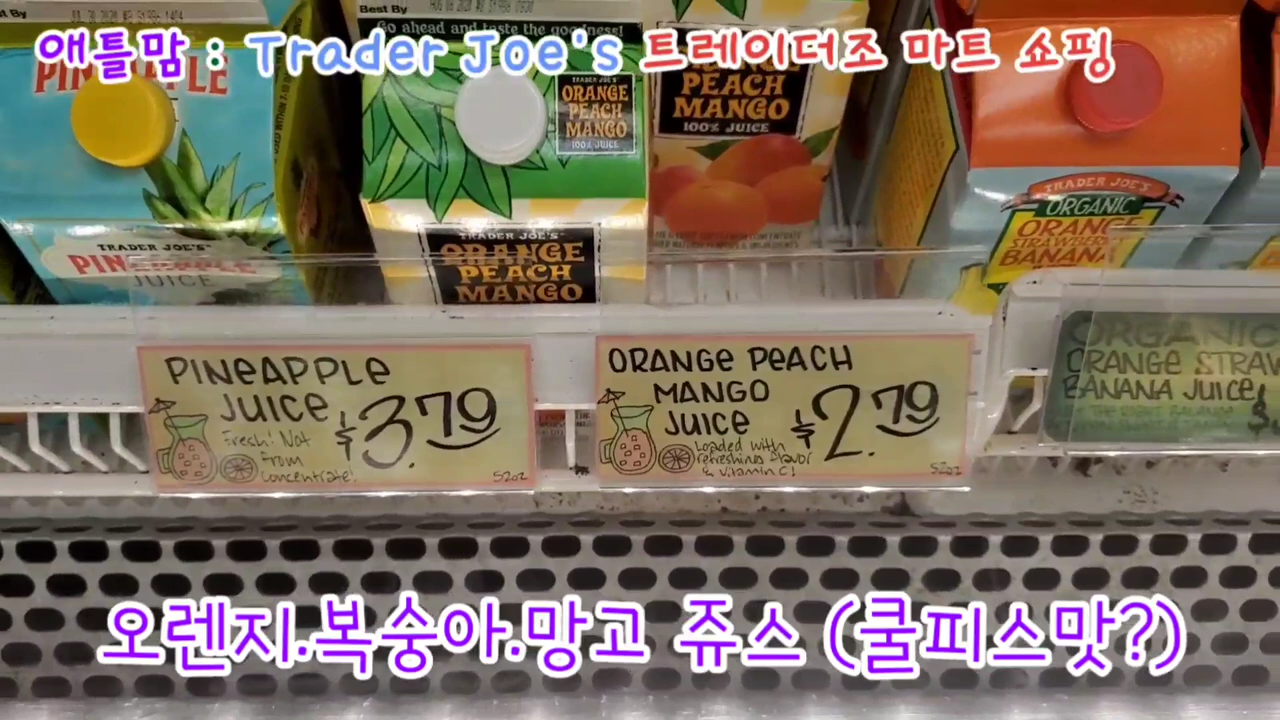 애틀맘 : Trader Joe's 트레이더조 마트 쇼핑
Best By
Go ahead and taste the goodness!
PINEAPPLE
TRADER JOE'S
PINEAPPLE
JUICE
TRADER JOE'S
ORANGE
PEACH
MANGO
100% JUICE
TRADER JOE'S
ORANGE
PEACH
MANGO
ORANGE
PEACH
MANGO
100% JUICE
TRADER JOE'S
ORGANIC
ORANGE
STRAWBERRY
BANANA
PINEAPPLE
JUICE
$3.79
Fresh! Not
From
Concentrate!
52oz
ORANGE PEACH
MANGO
JUICE
$2.79
Loaded with
refreshing flavor
& Vitamin C!
52oz
ORGANIC
ORANGE STRAW
BANANA JUICE!
$
오렌지.복숭아.망고 쥬스 (쿨피스맛?)